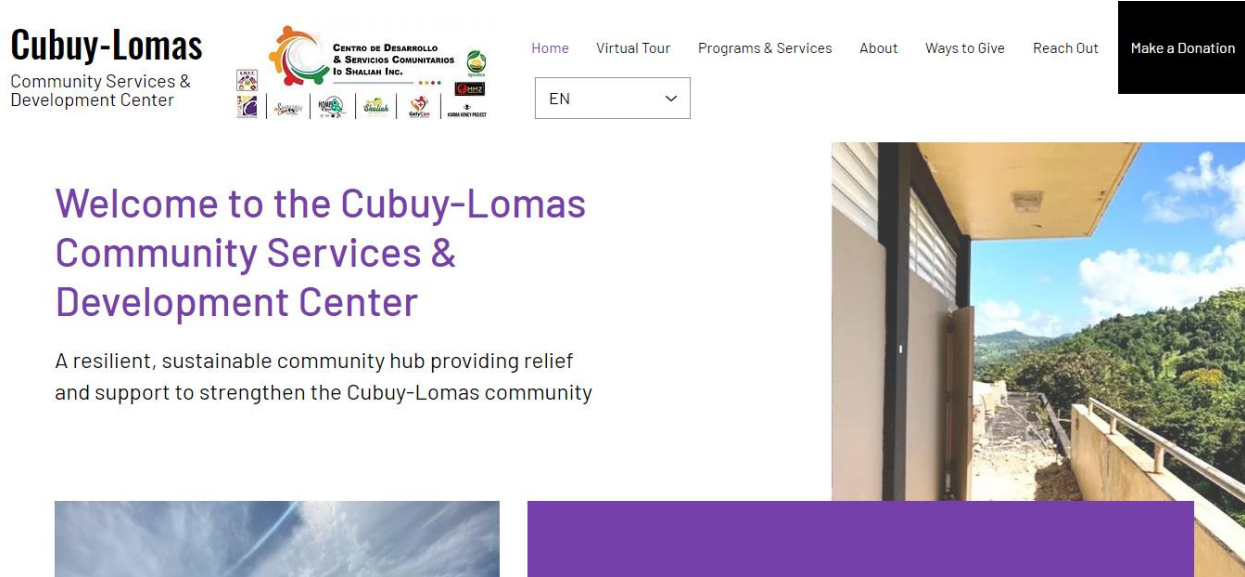 Cubuy-Lomas
Community Services &
Development Center
Centro de Desarrollo
& Servicios Comunitarios
Id Shaliah Inc.
Home Virtual Tour Programs & Services About Ways to Give Reach Out Make a Donation
EN
Welcome to the Cubuy-Lomas
Community Services &
Development Center
A resilient, sustainable community hub providing relief
and support to strengthen the Cubuy-Lomas community